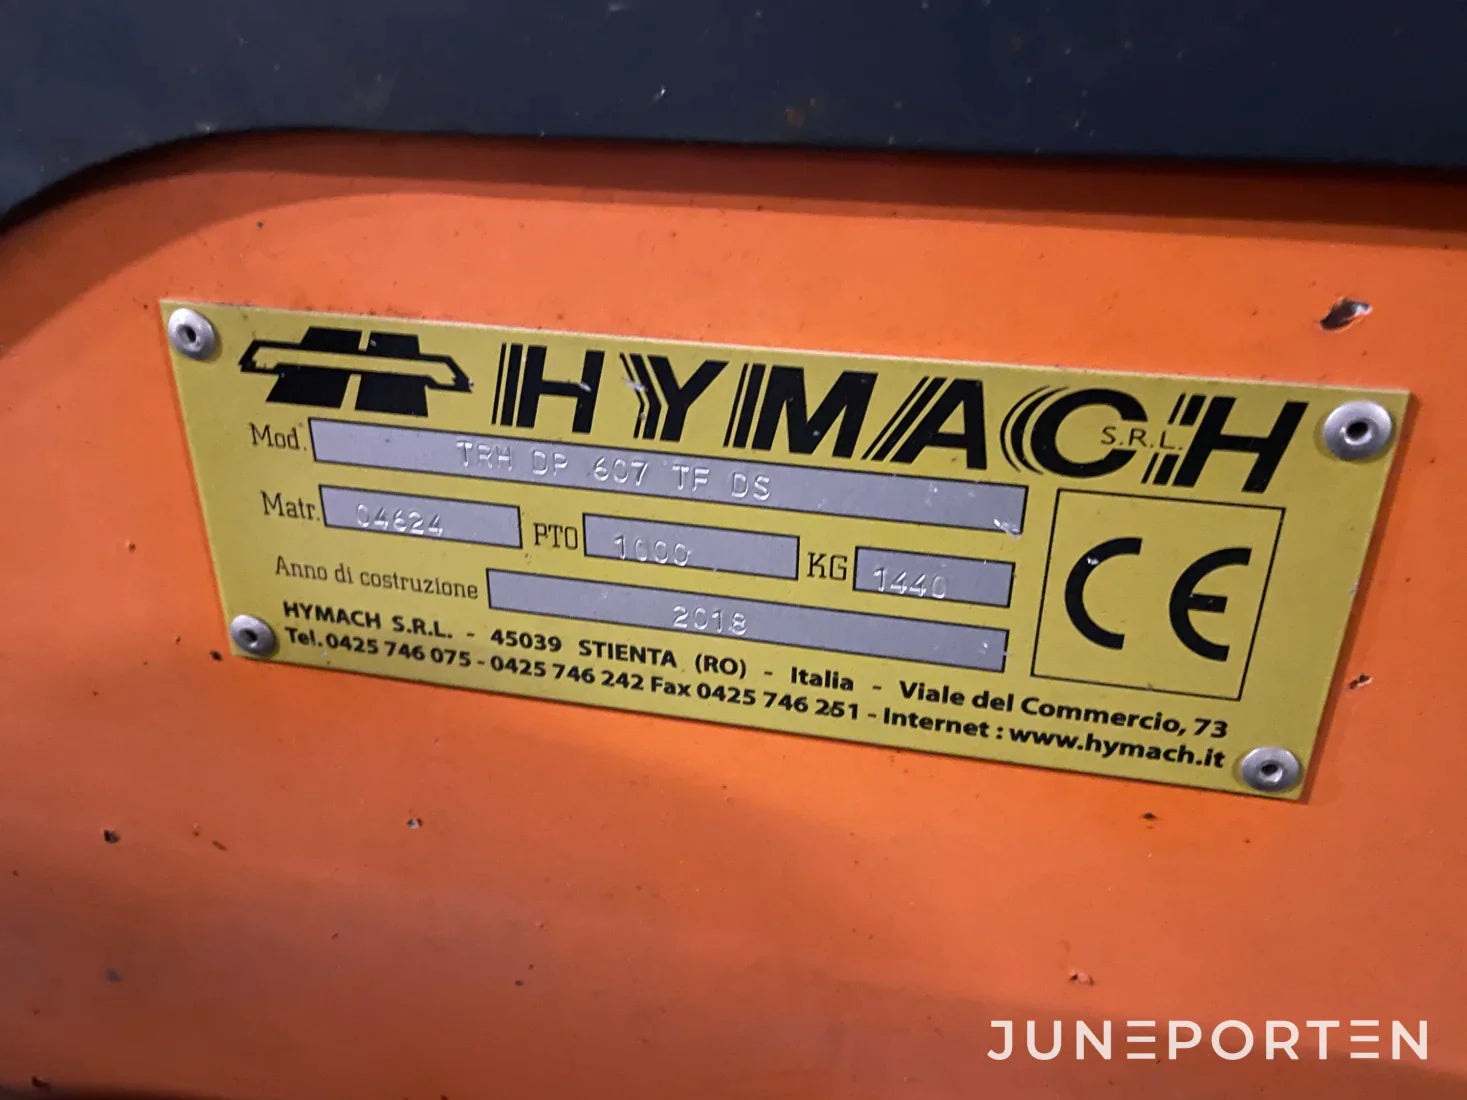 HYMACH S.R.L.
Mod. TRH DP 607 TF DS
Matr. 04624 PTO 1000 KG 1440
Anno di costruzione 2018
CE
HYMACH S.R.L. - 45039 STIENTA (RO) - Italia - Viale del Commercio, 73
Tel. 0425 746 075 - 0425 746 242 Fax 0425 746 251 - Internet : www.hymach.it
JUNEPORTEN